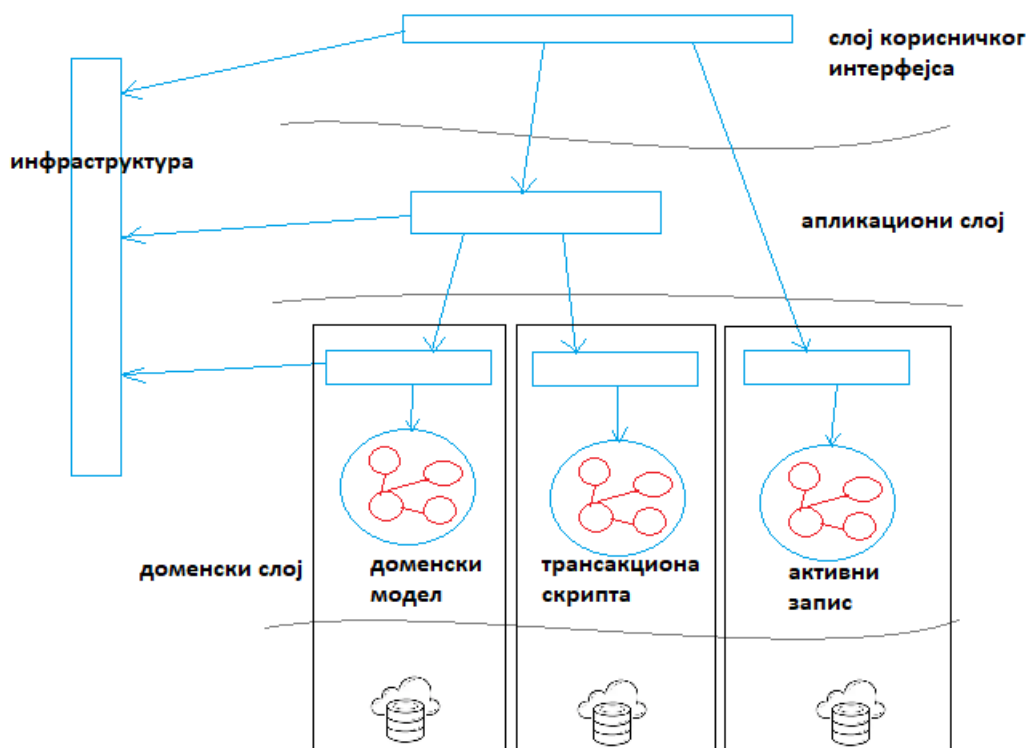 слој корисничког
интерфејса
инфраструктура
апликациони слој
доменски слој
доменски
модел
трансакциона
скрипта
активни
запис